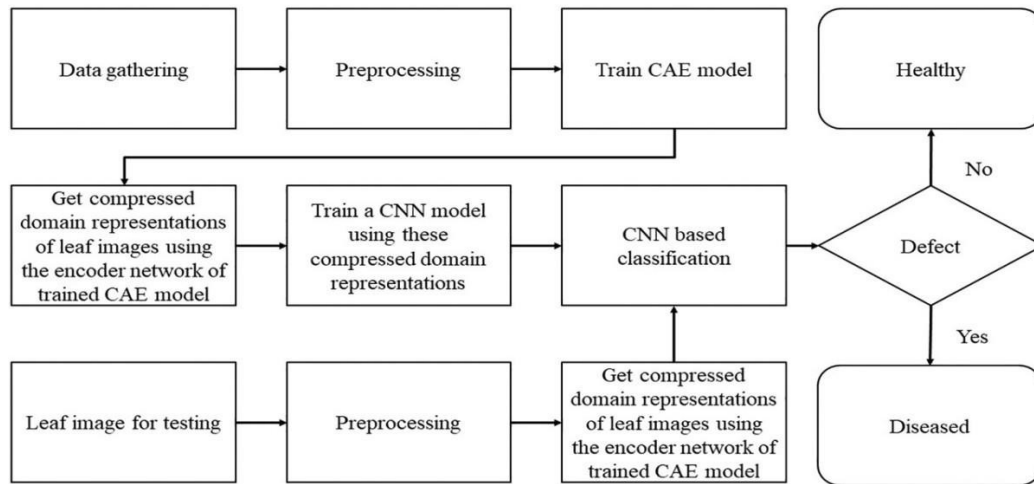 Data gathering
Preprocessing
Train CAE model
Healthy
No
Get compressed
domain representations
of leaf images using
the encoder network of
trained CAE model
Train a CNN model
using these
compressed domain
representations
CNN based
classification
Defect
Yes
Leaf image for testing
Preprocessing
Get compressed
domain representations
of leaf images using
the encoder network of
trained CAE model
Diseased